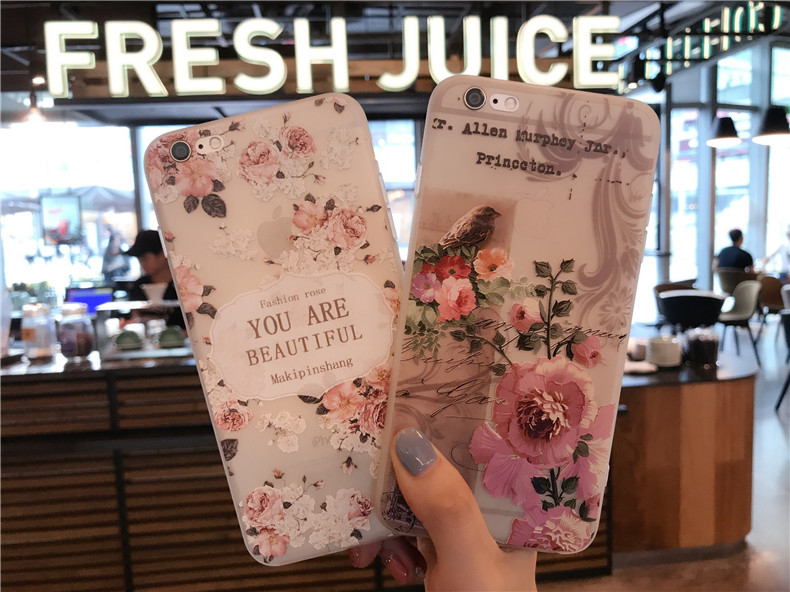 FRESH JUICE
Fashion rose
YOU ARE
BEAUTIFUL
Makipinshang
r. Allen Murphey Jnr.,
Princeton.